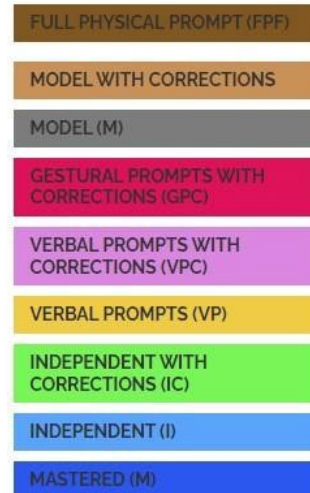 FULL PHYSICAL PROMPT (FPF)
MODEL WITH CORRECTIONS
MODEL (M)
GESTURAL PROMPTS WITH
CORRECTIONS (GPC)
VERBAL PROMPTS WITH
CORRECTIONS (VPC)
VERBAL PROMPTS (VP)
INDEPENDENT WITH
CORRECTIONS (IC)
INDEPENDENT (I)
MASTERED (M)